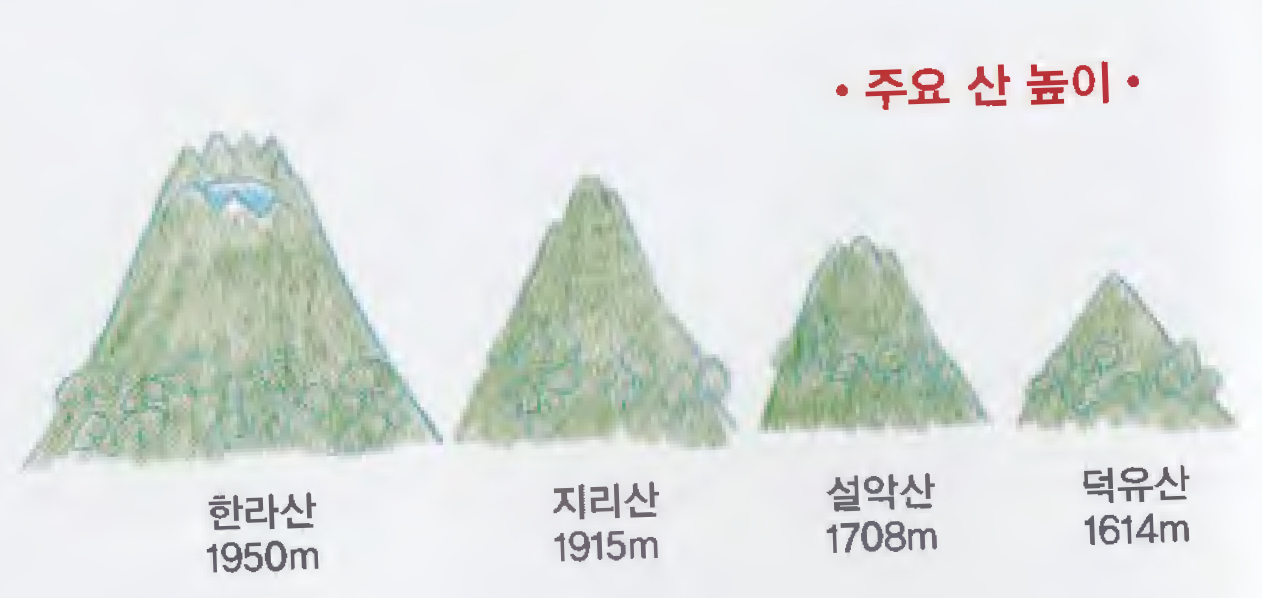 • 주요 산 높이 •
한라산
1950m
지리산
1915m
설악산
1708m
덕유산
1614m